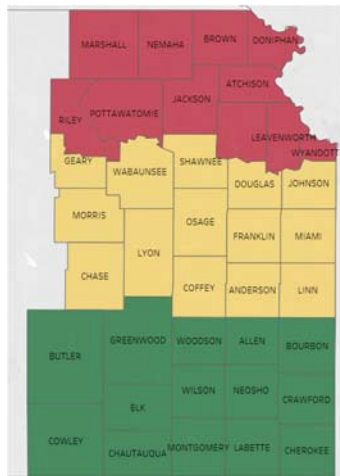 MARSHALL
NEMAHA
BROWN
DONIPHAN
ATCHISON
POTTAWATOMIE
JACKSON
RILEY
LEAVENWORTH
WYANDOTT
GEARY
WABAUNSEE
SHAWNEE
DOUGLAS
JOHNSON
MORRIS
OSAGE
LYON
FRANKLIN
MIAMI
CHASE
COFFEY
ANDERSON
LINN
GREENWOOD
WOODSON
ALLEN
BOURBON
BUTLER
WILSON
NEOSHO
CRAWFORD
ELK
COWLEY
CHAUTAUQUA
MONTGOMERY
LABETTE
CHEROKEE